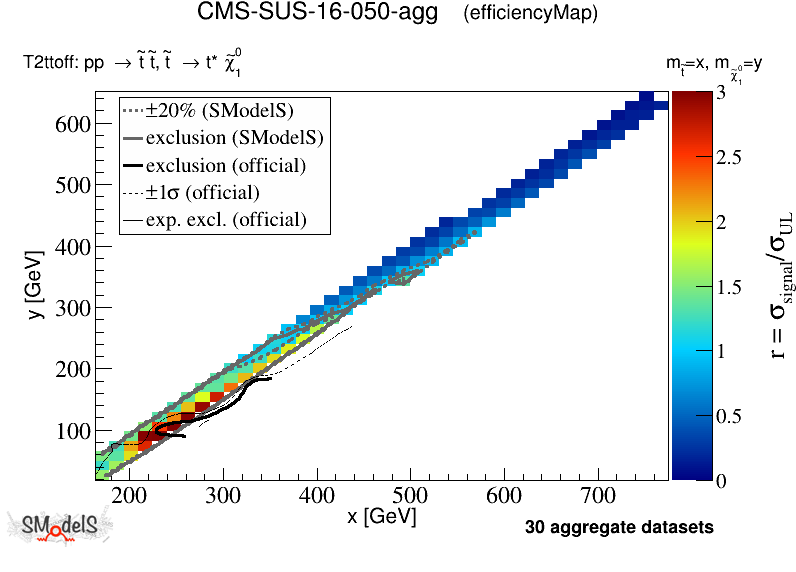 CMS-SUS-16-050-agg (efficiencyMap)
T2ttoff: pp → t̃ t̃, t̃ → t* χ̃₁⁰
m_t̃=x, m_χ̃₁⁰=y
±20% (SModelS)
exclusion (SModelS)
exclusion (official)
±1σ (official)
exp. excl. (official)
600
500
400
300
200
100
y [GeV]
200 300 400 500 600 700
x [GeV]
3
2.5
2
1.5
1
0.5
0
r = σ_signal/σ_UL
SModelS
30 aggregate datasets